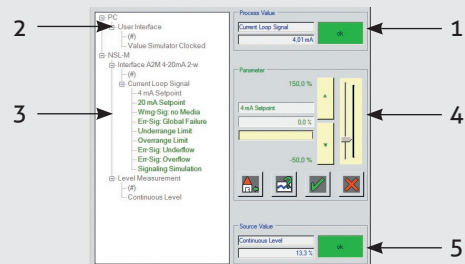 PC
User Interface
(#)
Value Simulator Clocked
NSL-M
Interface A2M 4-20mA 2-w
(#)
Current Loop Signal
4 mA Setpoint
20 mA Setpoint
Wrng-Sig: no Media
Err-Sig: Global Failure
Underrange Limit
Overrange Limit
Err-Sig: Underflow
Err-Sig: Overflow
Signaling Simulation
Level Measurement
(#)
Continuous Level
2
3
Process Value
Current Loop Signal
4,01 mA
ok
1
Parameter
150,0 %
4 mA Setpoint
0,0 %
-50,0 %
4
Source Value
Continuous Level
13,3 %
ok
5